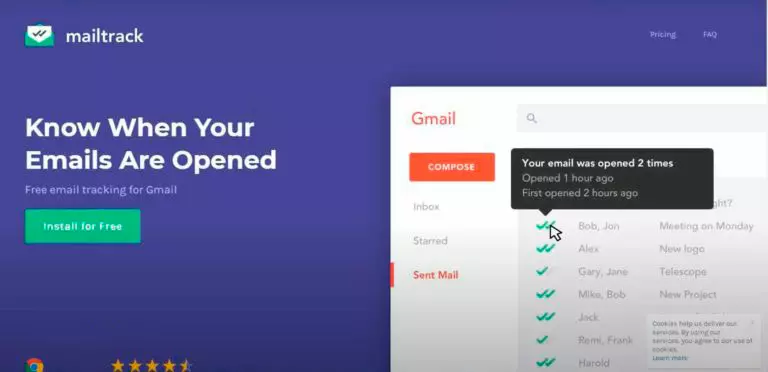 mailtrack
Pricing
FAQ
Know When Your
Emails Are Opened
Free email tracking for Gmail
Install for Free
Gmail
COMPOSE
Inbox
Starred
Sent Mail
Your email was opened 2 times
Opened 1 hour ago
First opened 2 hours ago
Bob, Jon
Meeting on Monday
Alex
New logo
Gary, Jane
Telescope
Mike, Bob
New Project
Jack
Remi, Frank
Harold
Cookies help us deliver our
services. By using our
services, you agree to our use of
cookies.
Learn more